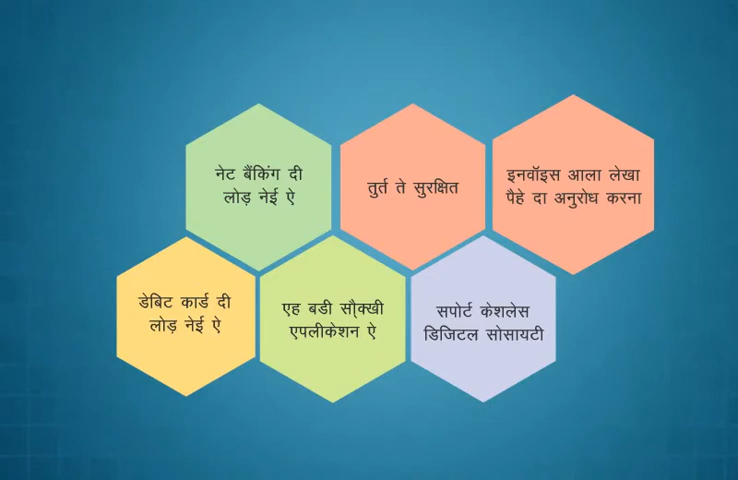 नेट बैंकिंग दी
लोड़ नेई ऐ
तुर्त ते सुरक्षित
इनवॉइस आला लेखा
पैहे दा अनुरोध करना
डेबिट कार्ड दी
लोड़ नेई ऐ
एह बडी सौ्क्खी
एपलीकेशन ऐ
सपोर्ट केशलेस
डिजिटल सोसायटी